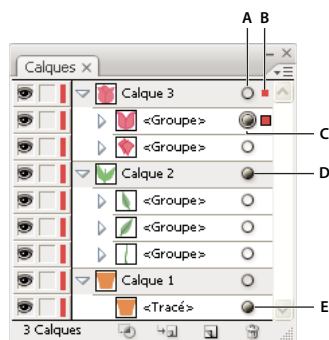 A B
Calques
Calque 3
<Groupe>
C
<Groupe>
Calque 2
D
<Groupe>
<Groupe>
<Groupe>
Calque 1
<Tracé>
E
3 Calques